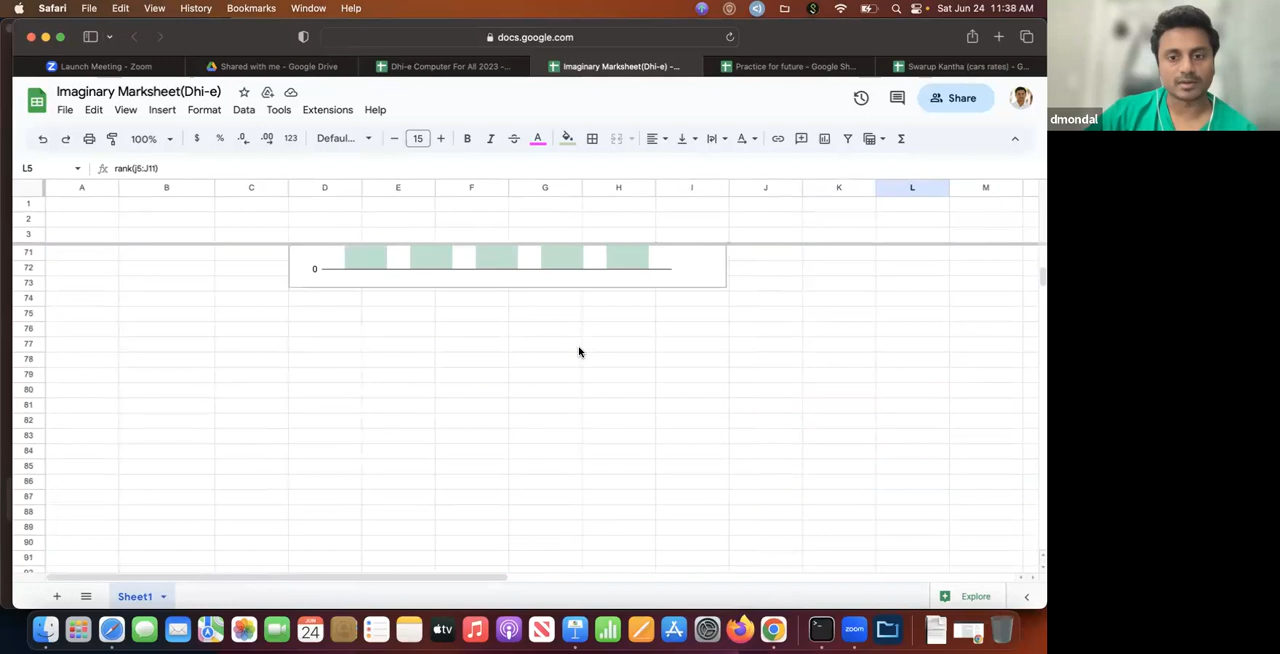 Safari File Edit View History Bookmarks Window Help Sat Jun 24 11:38 AM
docs.google.com
Launch Meeting - Zoom Shared with me - Google Drive Dhi-e Computer For All 2023 -... Imaginary Marksheet(Dhi-e) -... Practice for future - Google Sh... Swarup Kantha (cars rates) - G...
Imaginary Marksheet(Dhi-e)
File Edit View Insert Format Data Tools Extensions Help
Share
100% $ % .0 .00 123 Defaul... 15 B I S A
L5 fx rank(j5:J11)
A B C D E F G H I J K L M
1
2
3
71
72
0
73
74
75
76
77
78
79
80
81
82
83
84
85
86
87
88
89
90
91
Sheet1 Explore
JUN
24
tv
zoom
dmondal